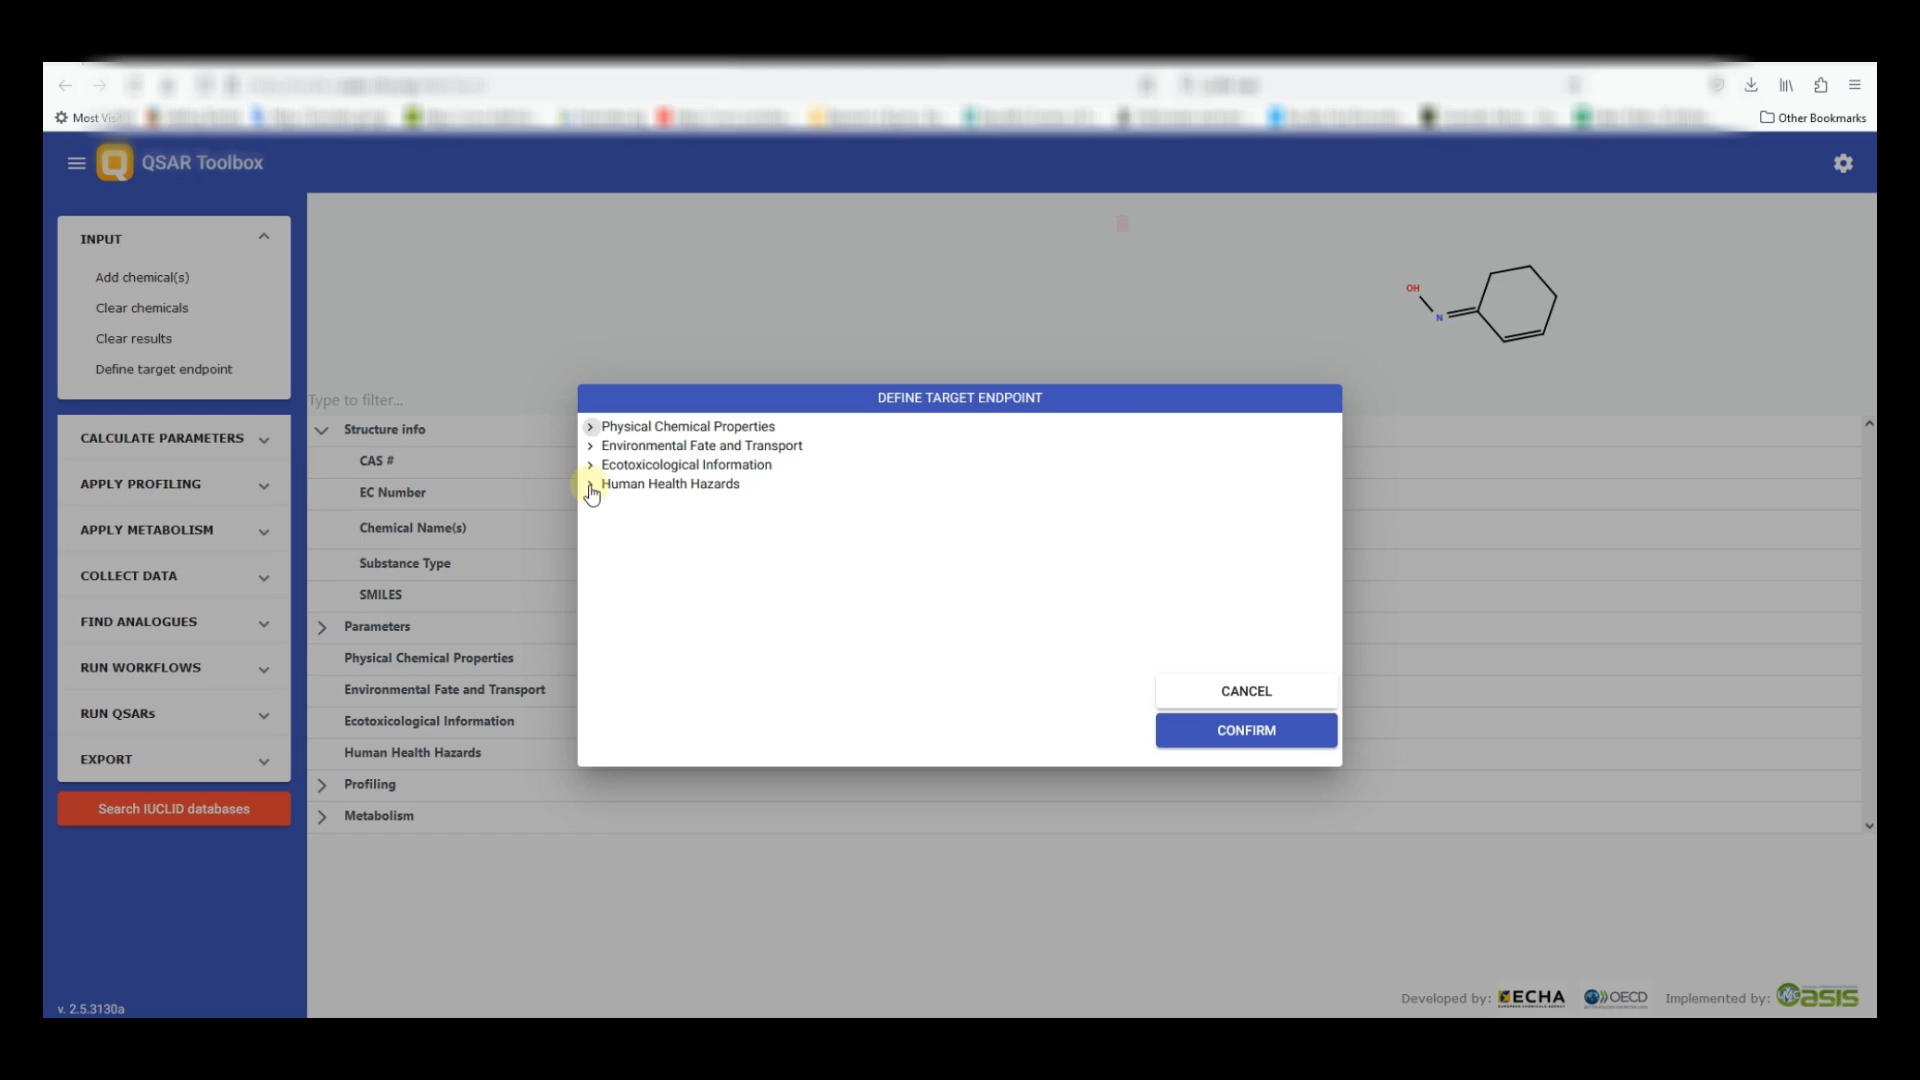 Most Visi
Other Bookmarks
QSAR Toolbox
INPUT
Add chemical(s)
Clear chemicals
Clear results
Define target endpoint
CALCULATE PARAMETERS
APPLY PROFILING
APPLY METABOLISM
COLLECT DATA
FIND ANALOGUES
RUN WORKFLOWS
RUN QSARs
EXPORT
Search IUCLID databases
v. 2.5.3130a
OH
N
Type to filter...
Structure info
CAS #
EC Number
Chemical Name(s)
Substance Type
SMILES
Parameters
Physical Chemical Properties
Environmental Fate and Transport
Ecotoxicological Information
Human Health Hazards
Profiling
Metabolism
DEFINE TARGET ENDPOINT
Physical Chemical Properties
Environmental Fate and Transport
Ecotoxicological Information
Human Health Hazards
CANCEL
CONFIRM
Developed by: ECHA OECD Implemented by: LMC Oasis